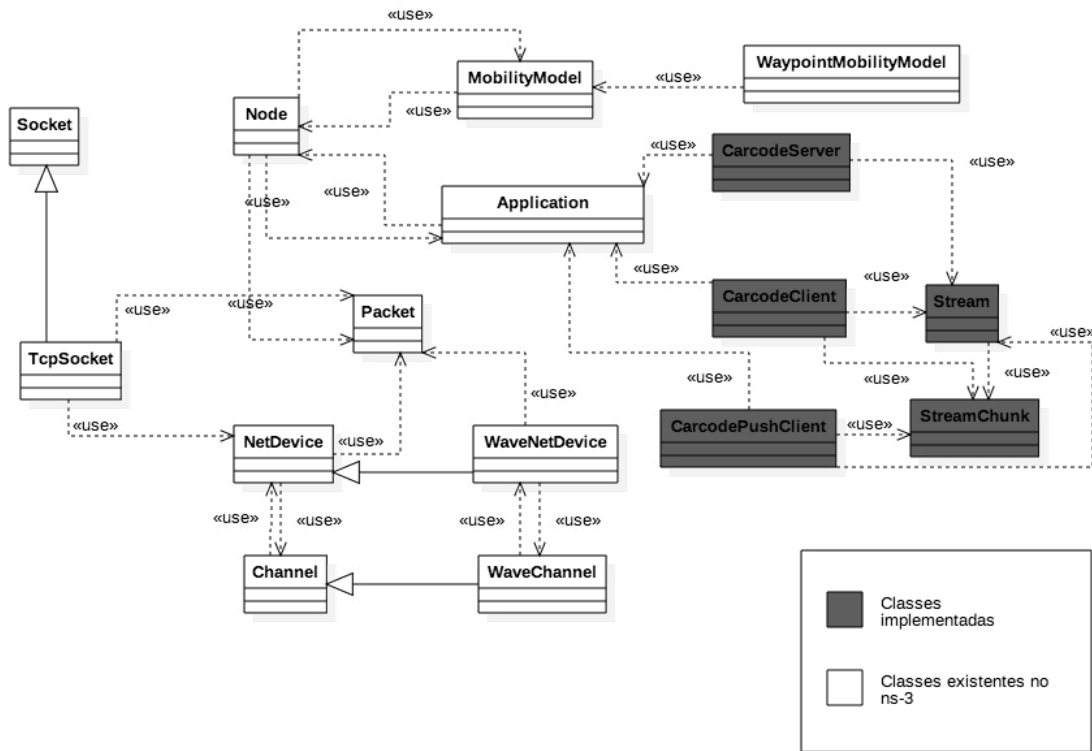 «use»
MobilityModel
WaypointMobilityModel
«use»
Node
«use»
Socket
CarcodeServer
«use»
«use»
«use»
Application
«use»
«use»
«use»
CarcodeClient
«use»
Stream
Packet
«use»
«use»
TcpSocket
«use»
«use»
«use»
«use»
«use»
StreamChunk
CarcodePushClient
«use»
«use»
NetDevice
«use»
WaveNetDevice
«use»
«use»
«use»
«use»
Channel
WaveChannel
Classes
implementadas
Classes existentes no
ns-3